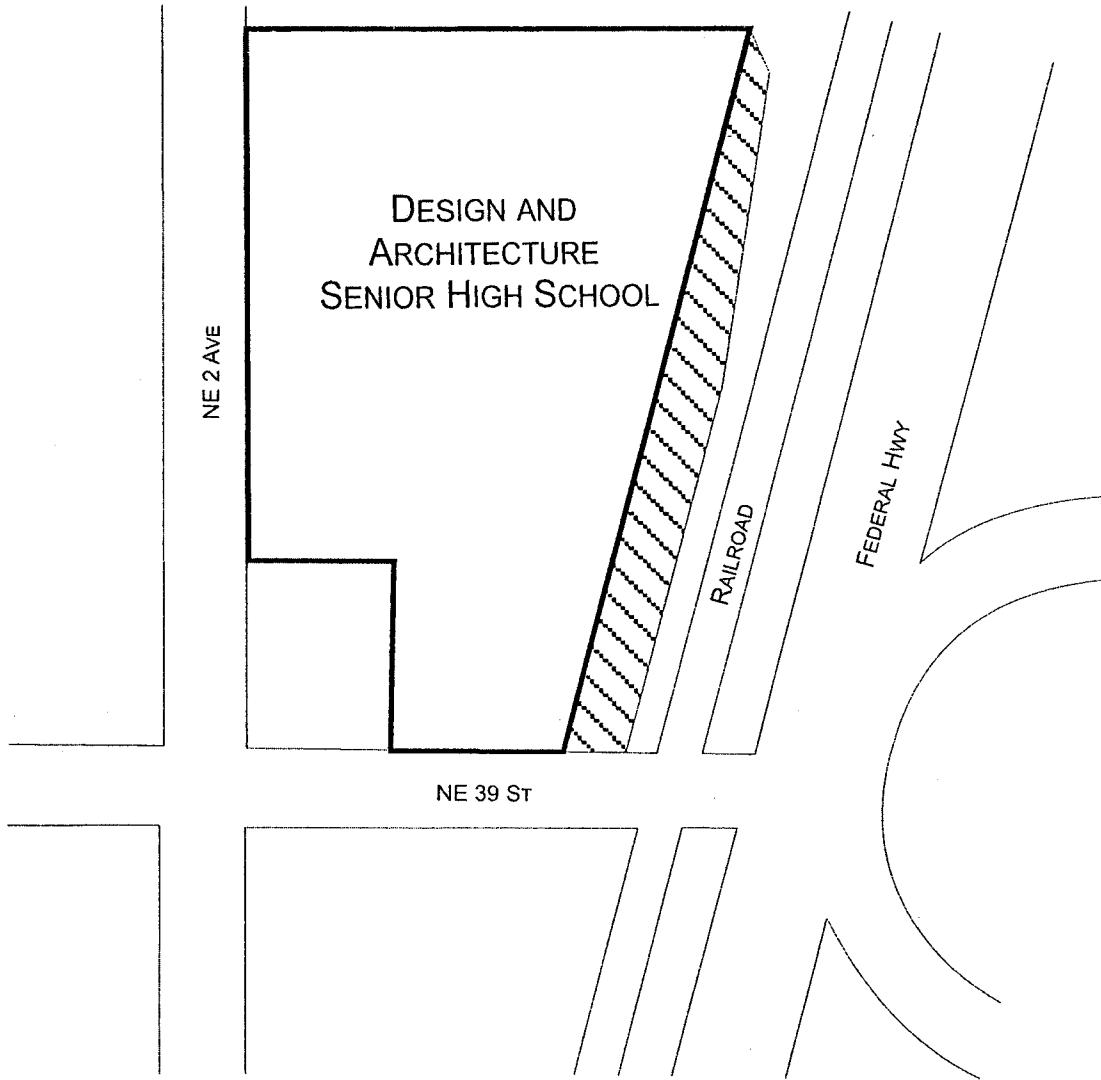 DESIGN AND
ARCHITECTURE
SENIOR HIGH SCHOOL
NE 2 AVE
FEDERAL HWY
RAILROAD
NE 39 ST